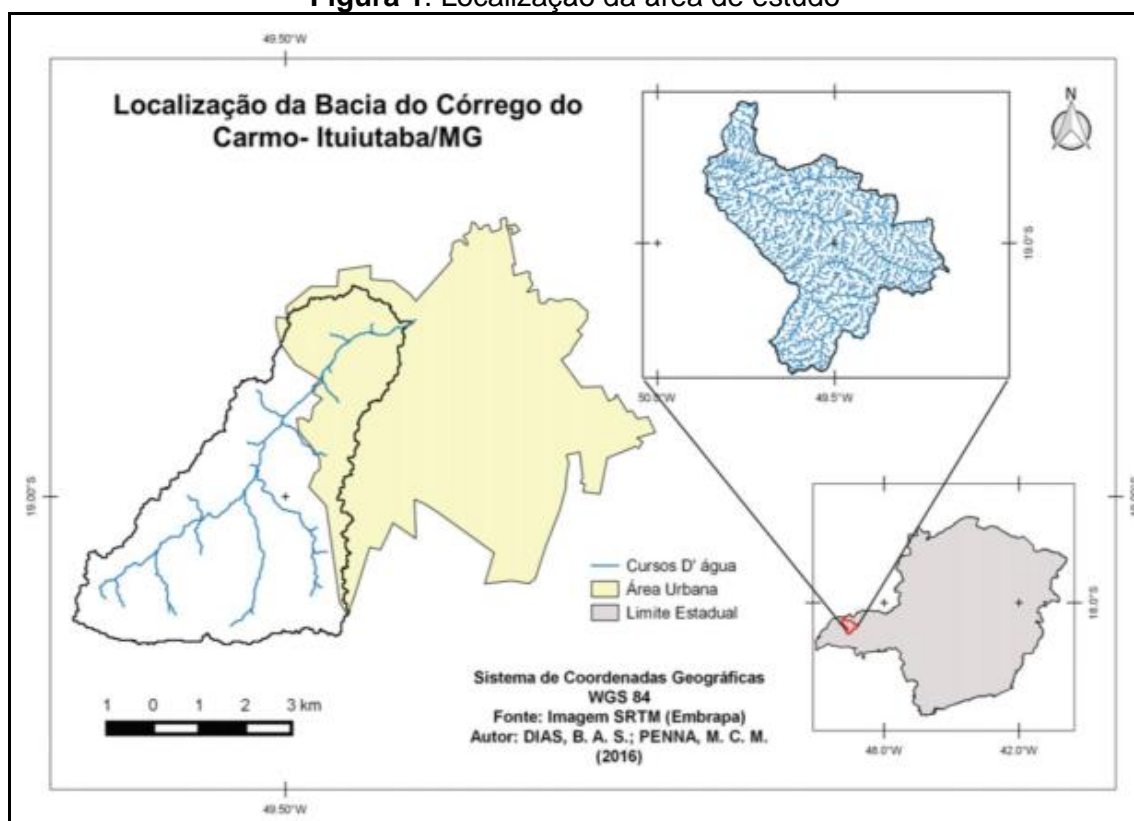 Figura 1. Localização da área de estudo
49.50°W
Localização da Bacia do Córrego do
Carmo- Ituiutaba/MG
N
19.0°S
50.0°W
49.5°W
19.00°S
19.00°S
Cursos D' água
Área Urbana
Limite Estadual
18.0°S
1 0 1 2 3 km
Sistema de Coordenadas Geográficas
WGS 84
Fonte: Imagem SRTM (Embrapa)
Autor: DIAS, B. A. S.; PENNA, M. C. M.
(2016)
42.0°W
49.50°W